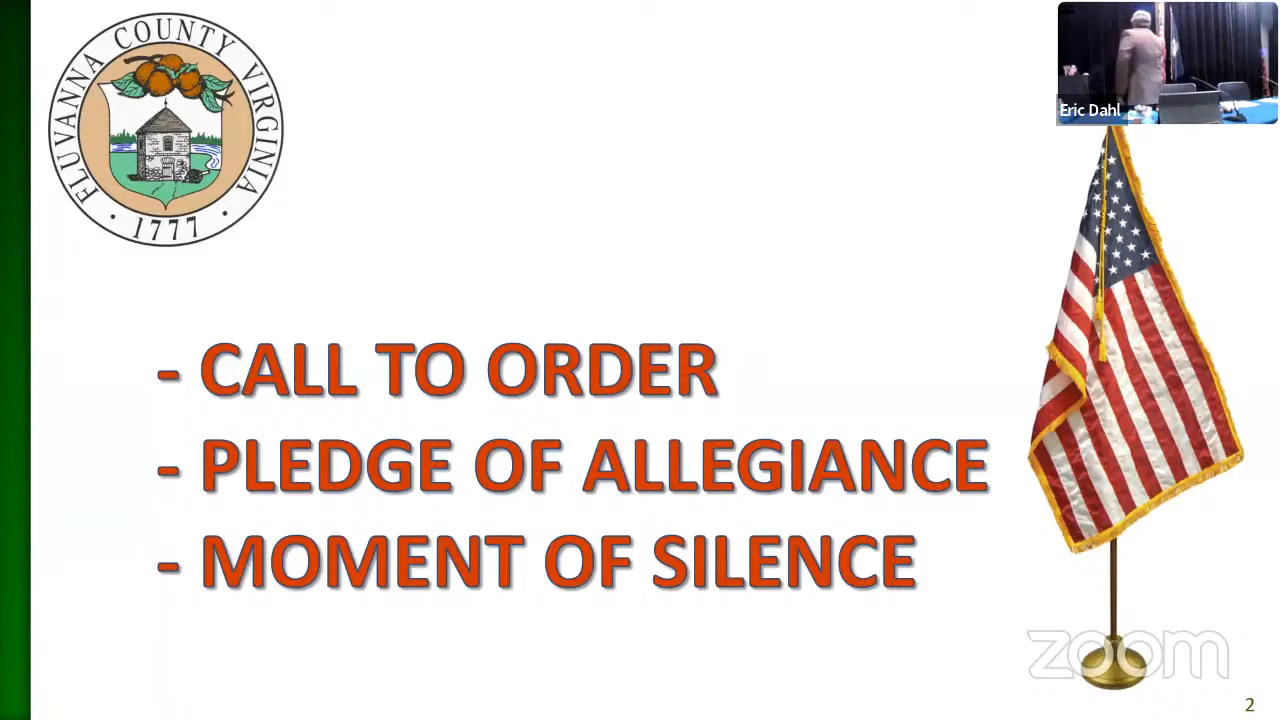 FLUVANNA COUNTY VIRGINIA
· 1777 ·
Eric Dahl
- CALL TO ORDER
- PLEDGE OF ALLEGIANCE
- MOMENT OF SILENCE
zoom
2